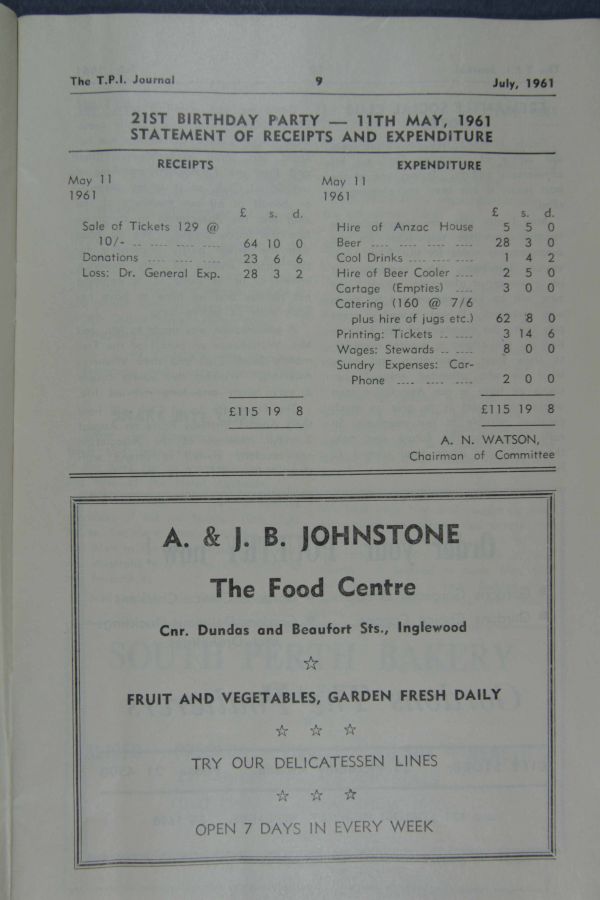 The T.P.I. Journal 9 July, 1961
21ST BIRTHDAY PARTY — 11TH MAY, 1961
STATEMENT OF RECEIPTS AND EXPENDITURE
RECEIPTS
May 11
1961
£ s. d.
Sale of Tickets 129 @
10/- .. .... .... .... 64 10 0
Donations .... .... .... 23 6 6
Loss: Dr. General Exp. 28 3 2
£115 19 8
EXPENDITURE
May 11
1961
£ s. d.
Hire of Anzac House 5 5 0
Beer .... .... .... .... 28 3 0
Cool Drinks .... .... .... 1 4 2
Hire of Beer Cooler .... 2 5 0
Cartage (Empties) .... 3 0 0
Catering (160 @ 7/6
plus hire of jugs etc.) 62 8 0
Printing: Tickets .. .... 3 14 6
Wages: Stewards .. .... 8 0 0
Sundry Expenses: Car-
Phone .... .... .... 2 0 0
£115 19 8
A. N. WATSON,
Chairman of Committee
A. & J. B. JOHNSTONE
The Food Centre
Cnr. Dundas and Beaufort Sts., Inglewood
FRUIT AND VEGETABLES, GARDEN FRESH DAILY
TRY OUR DELICATESSEN LINES
OPEN 7 DAYS IN EVERY WEEK